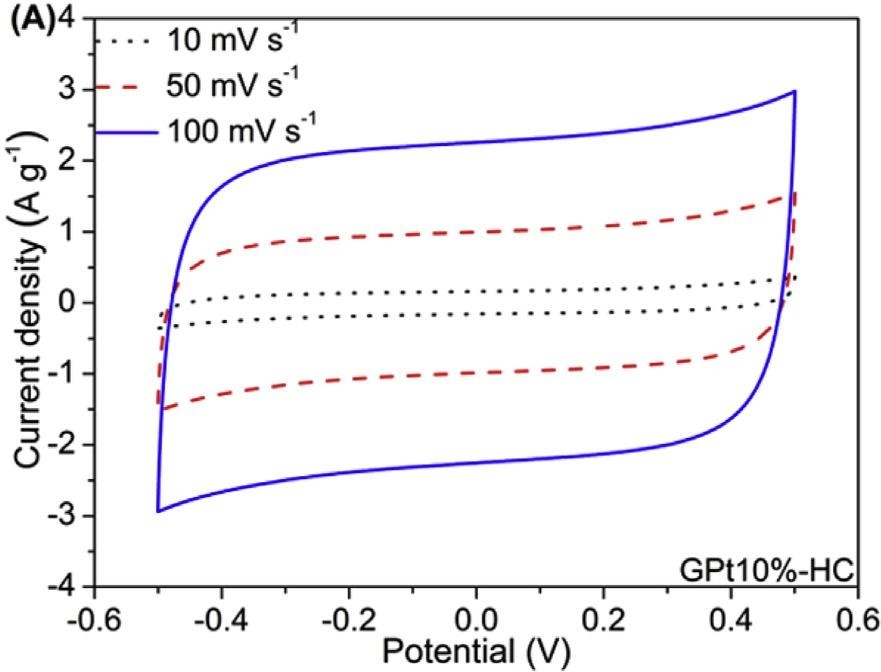 (A)
10 mV s⁻¹
50 mV s⁻¹
100 mV s⁻¹
Current density (A g⁻¹)
4
3
2
1
0
-1
-2
-3
-4
GPt10%-HC
-0.6 -0.4 -0.2 0.0 0.2 0.4 0.6
Potential (V)